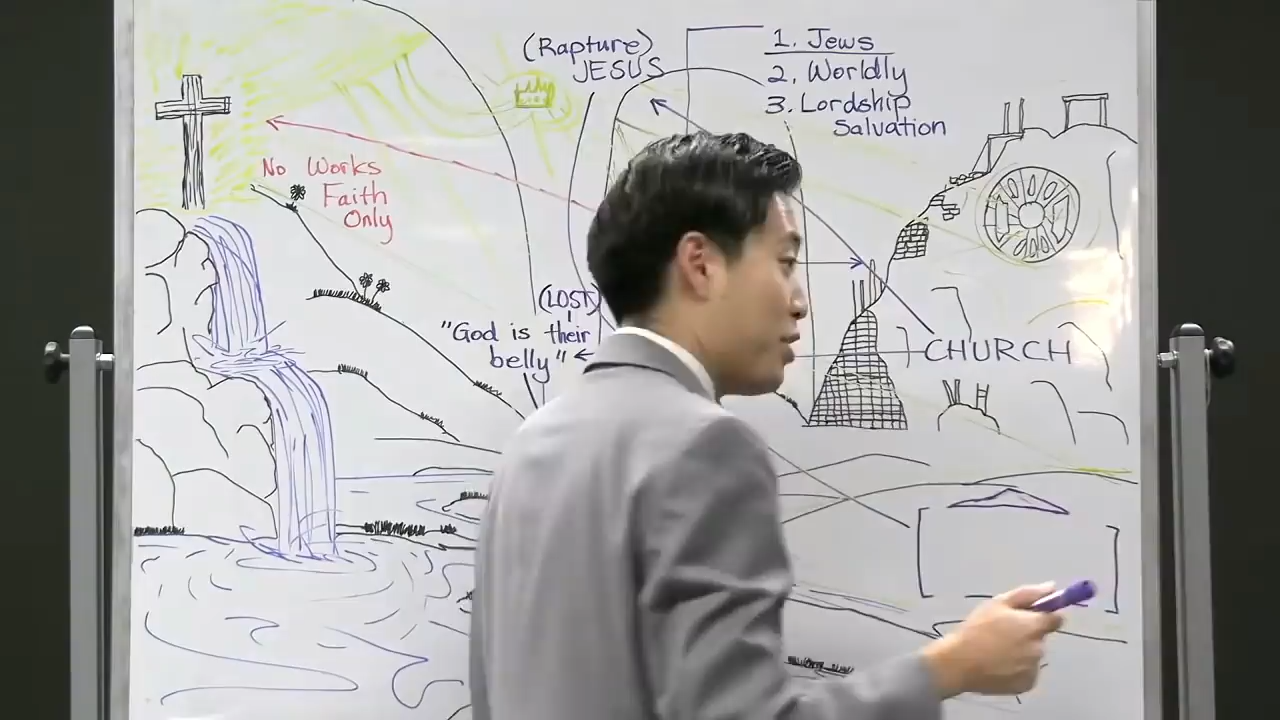 (Rapture)
JESUS
1. Jews
2. Worldly
3. Lordship
Salvation
No Works
Faith
Only
(LOST)
"God is their
belly"
CHURCH